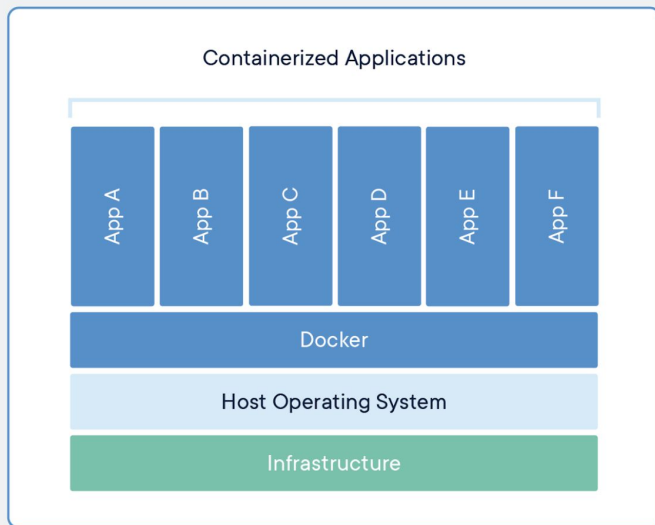 Containerized Applications
App A
App B
App C
App D
App E
App F
Docker
Host Operating System
Infrastructure